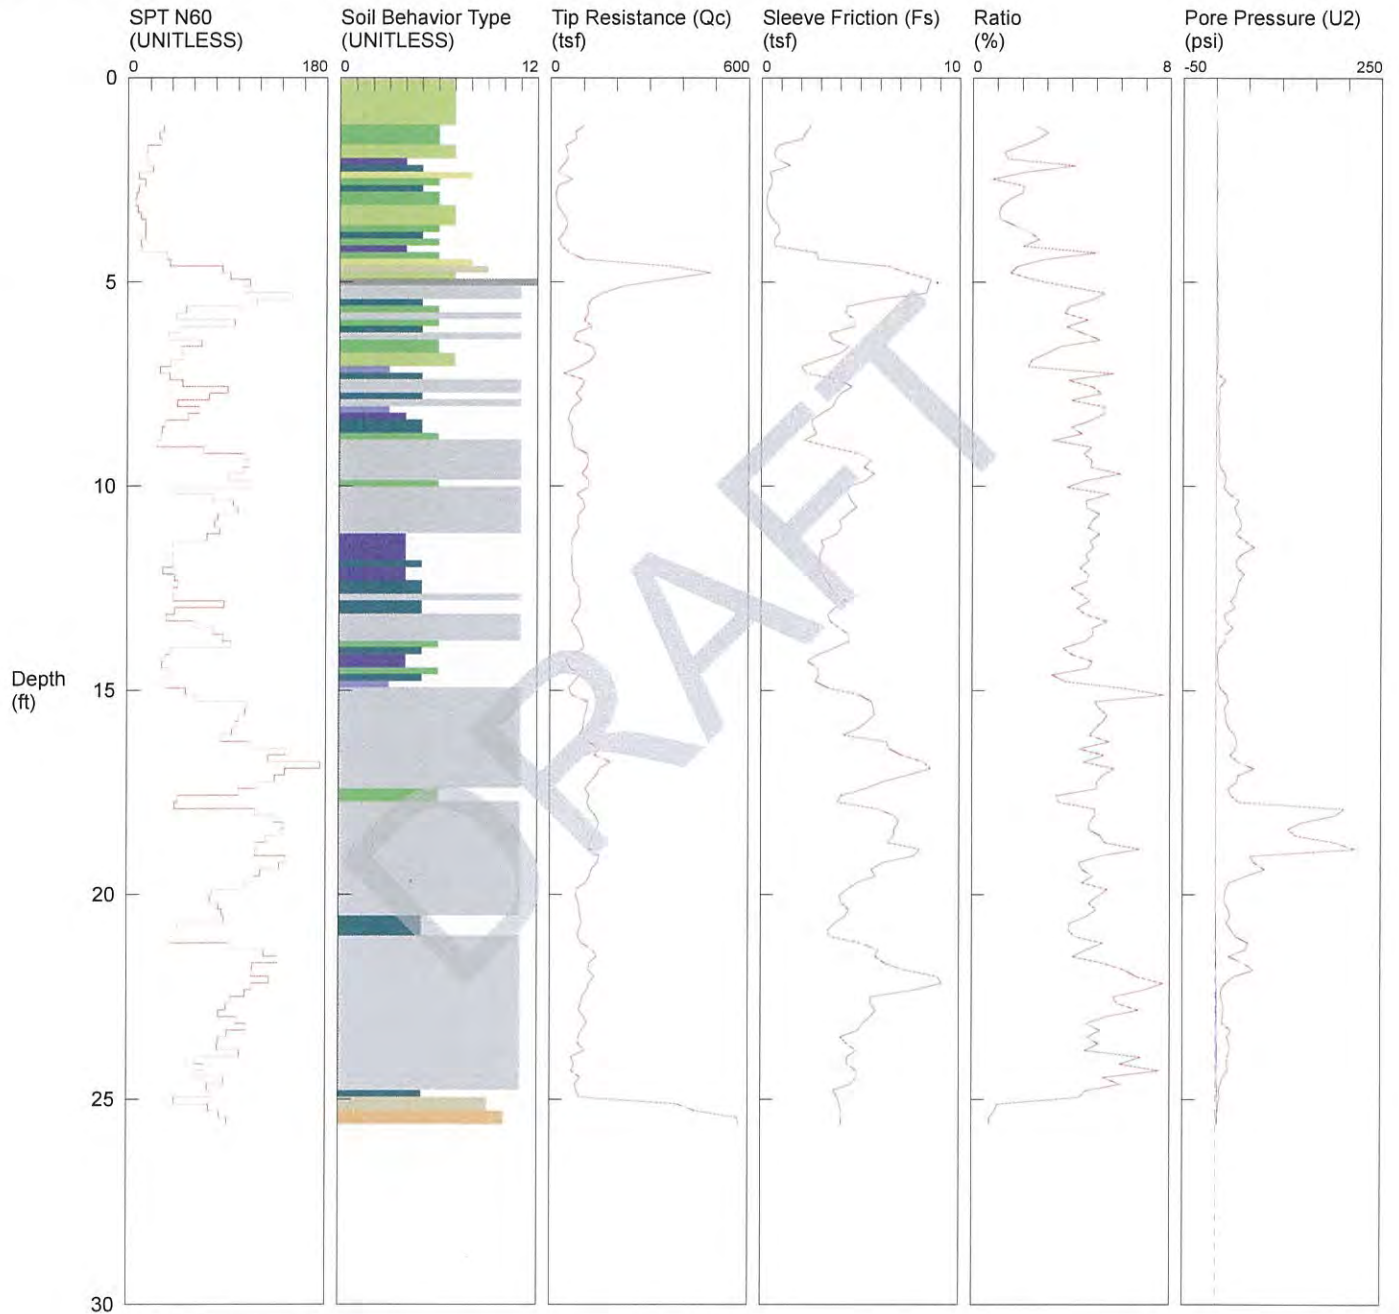 SPT N60
(UNITLESS)
Soil Behavior Type
(UNITLESS)
Tip Resistance (Qc)
(tsf)
Sleeve Friction (Fs)
(tsf)
Ratio
(%)
Pore Pressure (U2)
(psi)
0 180
0 12
0 600
0 10
0 8
-50 250
0
5
10
15
20
25
30
Depth
(ft)
DRAFT